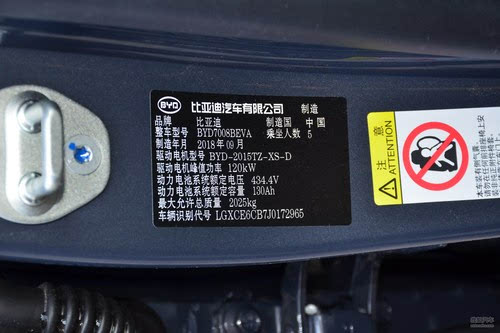 BYD 比亚迪汽车有限公司 制造
品牌 比亚迪 制造国 中国
整车型号 BYD7008BEVA 乘坐人数 5
制造年月 2018年09月
驱动电机型号 BYD-2015TZ-XS-D
驱动电机峰值功率 120kW
动力电池系统额定电压 434.4V
动力电池系统额定容量 130Ah
最大允许总质量 2025kg
车辆识别代号 LGXCE6CB7J0172965
注意
ATTENTION